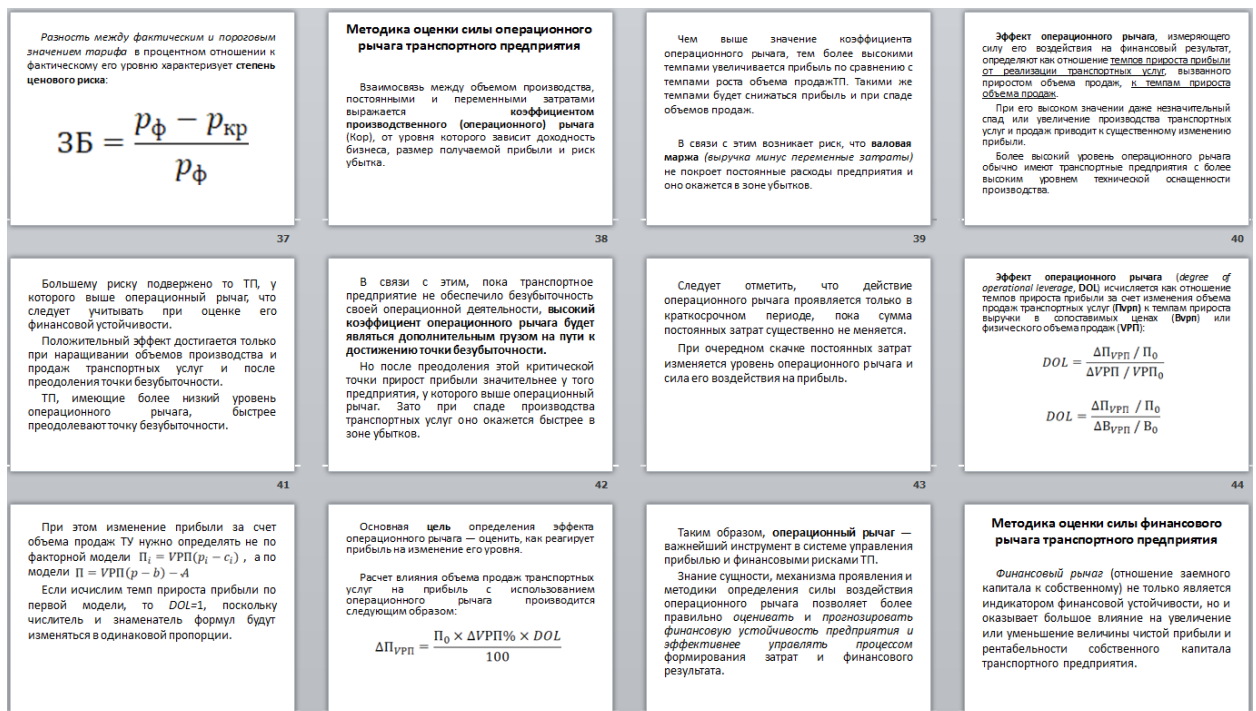 Разность между фактическим и пороговым
значением тарифа в процентном отношении к
фактическому его уровню характеризует степень
ценового риска:
ЗБ = (pф − pкр) / pф
37
Методика оценки силы операционного
рычага транспортного предприятия
Взаимосвязь между объемом производства,
постоянными и переменными затратами
выражается коэффициентом
производственного (операционного) рычага
(Кор), от уровня которого зависит доходность
бизнеса, размер получаемой прибыли и риск
убытка.
38
Чем выше значение коэффициента
операционного рычага, тем более высокими
темпами увеличивается прибыль по сравнению с
темпами роста объема продажТП. Такими же
темпами будет снижаться прибыль и при спаде
объемов продаж.
В связи с этим возникает риск, что валовая
маржа (выручка минус переменные затраты)
не покроет постоянные расходы предприятия и
оно окажется в зоне убытков.
39
Эффект операционного рычага, измеряющего
силу его воздействия на финансовый результат,
определяют как отношение темпов прироста прибыли
от реализации транспортных услуг, вызванного
приростом объема продаж, к темпам прироста
объема продаж.
При его высоком значении даже незначительный
спад или увеличение производства транспортных
услуг и продаж приводит к существенному изменению
прибыли.
Более высокий уровень операционного рычага
обычно имеют транспортные предприятия с более
высоким уровнем технической оснащенности
производства.
40
Большему риску подвержено то ТП, у
которого выше операционный рычаг, что
следует учитывать при оценке его
финансовой устойчивости.
Положительный эффект достигается только
при наращивании объемов производства и
продаж транспортных услуг и после
преодоления точки безубыточности.
ТП, имеющие более низкий уровень
операционного рычага, быстрее
преодолевают точку безубыточности.
41
В связи с этим, пока транспортное
предприятие не обеспечило безубыточность
своей операционной деятельности, высокий
коэффициент операционного рычага будет
являться дополнительным грузом на пути к
достижению точки безубыточности.
Но после преодоления этой критической
точки прирост прибыли значительнее у того
предприятия, у которого выше операционный
рычаг. Зато при спаде производства
транспортных услуг оно окажется быстрее в
зоне убытков.
42
Следует отметить, что действие
операционного рычага проявляется только в
краткосрочном периоде, пока сумма
постоянных затрат существенно не меняется.
При очередном скачке постоянных затрат
изменяется уровень операционного рычага и
сила его воздействия на прибыль.
43
Эффект операционного рычага (degree of
operational leverage, DOL) исчисляется как отношение
темпов прироста прибыли за счет изменения объема
продаж транспортных услуг (Пvрп) к темпам прироста
выручки в сопоставимых ценах (Вvрп) или
физического объема продаж (VРП):
DOL = (ΔП_VРП / П₀) / (ΔVРП / VРП₀)
DOL = (ΔП_VРП / П₀) / (ΔВ_VРП / В₀)
44
При этом изменение прибыли за счет
объема продаж ТУ нужно определять не по
факторной модели Пᵢ = VРП(pᵢ − cᵢ) , а по
модели П = VРП(p − b) − A
Если исчислим темп прироста прибыли по
первой модели, то DOL=1, поскольку
числитель и знаменатель формул будут
изменяться в одинаковой пропорции.
Основная цель определения эффекта
операционного рычага — оценить, как реагирует
прибыль на изменение его уровня.
Расчет влияния объема продаж транспортных
услуг на прибыль с использованием
операционного рычага производится
следующим образом:
ΔП_VРП = (П₀ × ΔVРП% × DOL) / 100
Таким образом, операционный рычаг —
важнейший инструмент в системе управления
прибылью и финансовыми рисками ТП.
Знание сущности, механизма проявления и
методики определения силы воздействия
операционного рычага позволяет более
правильно оценивать и прогнозировать
финансовую устойчивость предприятия и
эффективнее управлять процессом
формирования затрат и финансового
результата.
Методика оценки силы финансового
рычага транспортного предприятия
Финансовый рычаг (отношение заемного
капитала к собственному) не только является
индикатором финансовой устойчивости, но и
оказывает большое влияние на увеличение
или уменьшение величины чистой прибыли и
рентабельности собственного капитала
транспортного предприятия.